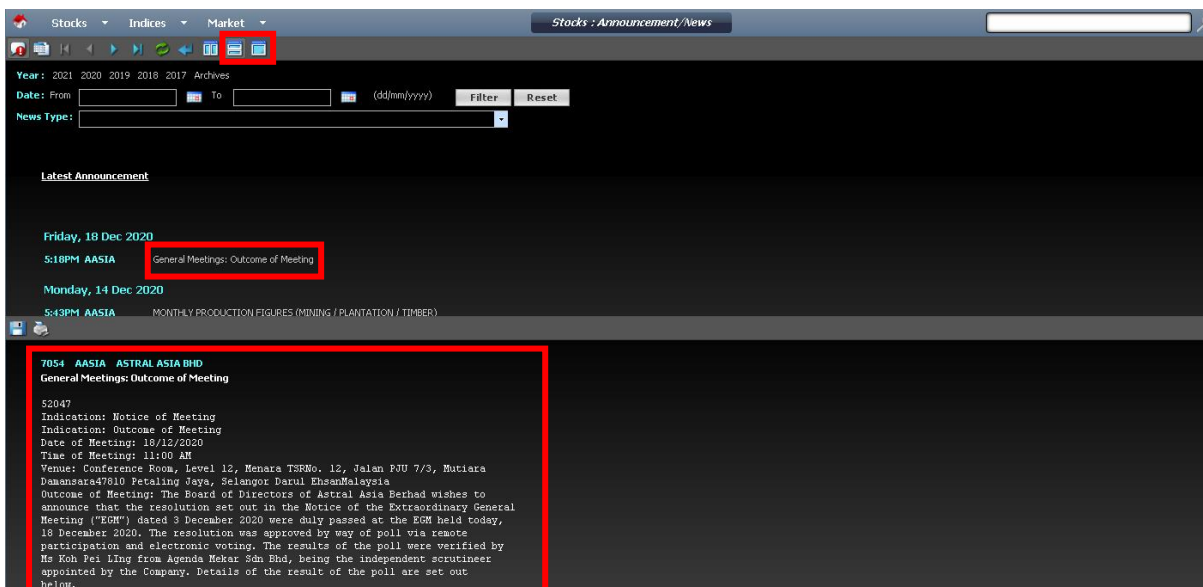 Stocks Indices Market Stocks : Announcement/News
Year : 2021 2020 2019 2018 2017 Archives
Date : From To (dd/mm/yyyy) Filter Reset
News Type :
Latest Announcement
Friday, 18 Dec 2020
5:18PM AASIA General Meetings: Outcome of Meeting
Monday, 14 Dec 2020
5:43PM AASIA MONTHLY PRODUCTION FIGURES (MINING / PLANTATION / TIMBER)
7054 AASIA ASTRAL ASIA BHD
General Meetings: Outcome of Meeting
52047
Indication: Notice of Meeting
Indication: Outcome of Meeting
Date of Meeting: 18/12/2020
Time of Meeting: 11:00 AM
Venue: Conference Room, Level 12, Menara TSRNo. 12, Jalan PJU 7/3, Mutiara
Damansara47810 Petaling Jaya, Selangor Darul EhsanMalaysia
Outcome of Meeting: The Board of Directors of Astral Asia Berhad wishes to
announce that the resolution set out in the Notice of the Extraordinary General
Meeting ("EGM") dated 3 December 2020 were duly passed at the EGM held today,
18 December 2020. The resolution was approved by way of poll via remote
participation and electronic voting. The results of the poll were verified by
Ms Koh Pei LIng from Agenda Mekar Sdn Bhd, being the independent scrutineer
appointed by the Company. Details of the result of the poll are set out
below.